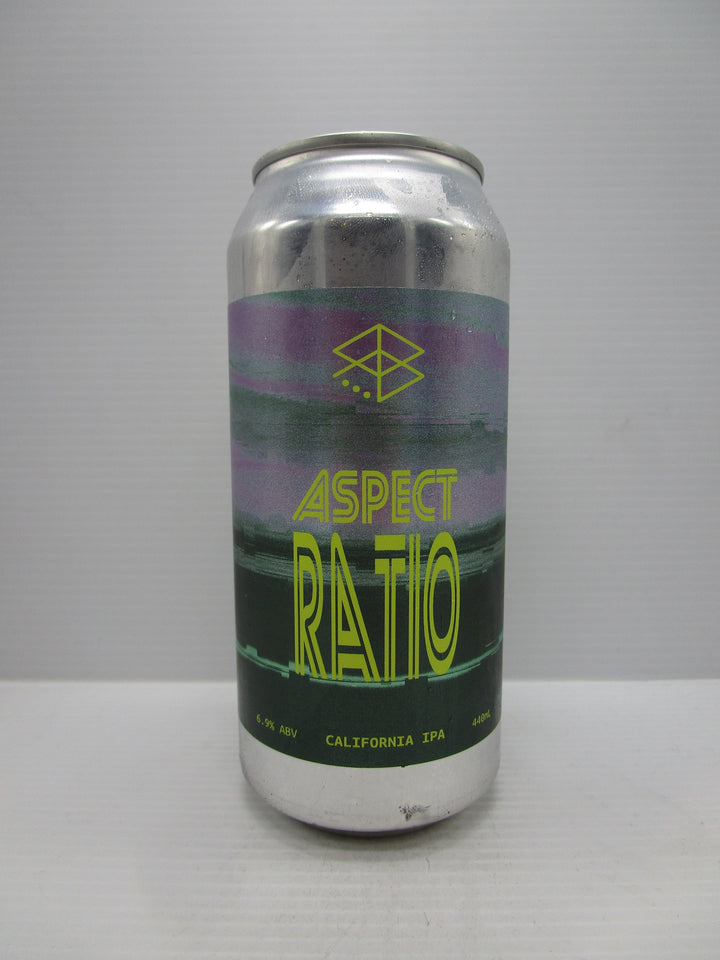 ASPECT
RATIO
6.9% ABV
CALIFORNIA IPA
440mL